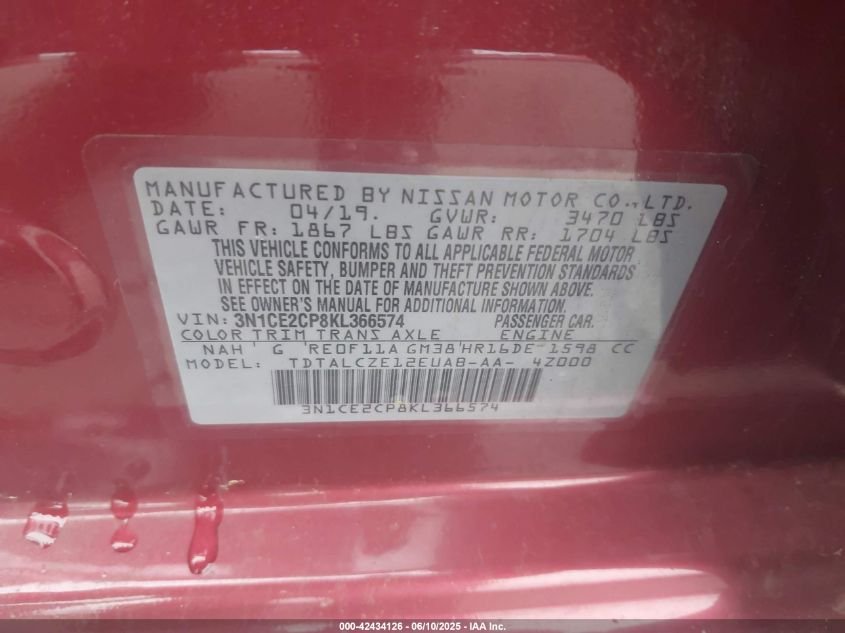 MANUFACTURED BY NISSAN MOTOR CO.,LTD.
DATE: 04/19. GVWR: 3470 LBS
GAWR FR: 1867 LBS GAWR RR: 1704 LBS
THIS VEHICLE CONFORMS TO ALL APPLICABLE FEDERAL MOTOR
VEHICLE SAFETY, BUMPER AND THEFT PREVENTION STANDARDS
IN EFFECT ON THE DATE OF MANUFACTURE SHOWN ABOVE.
SEE OWNER'S MANUAL FOR ADDITIONAL INFORMATION.
VIN: 3N1CE2CP8KL366574 PASSENGER CAR.
COLOR TRIM TRANS AXLE ENGINE
NAH ' G 'RE0F11A GM38'HR16DE 1598 CC
MODEL: TDTALCZE12EUA8-AA- 4Z000
3N1CE2CP8KL366574
000-42434126 - 06/10/2025 - IAA Inc.